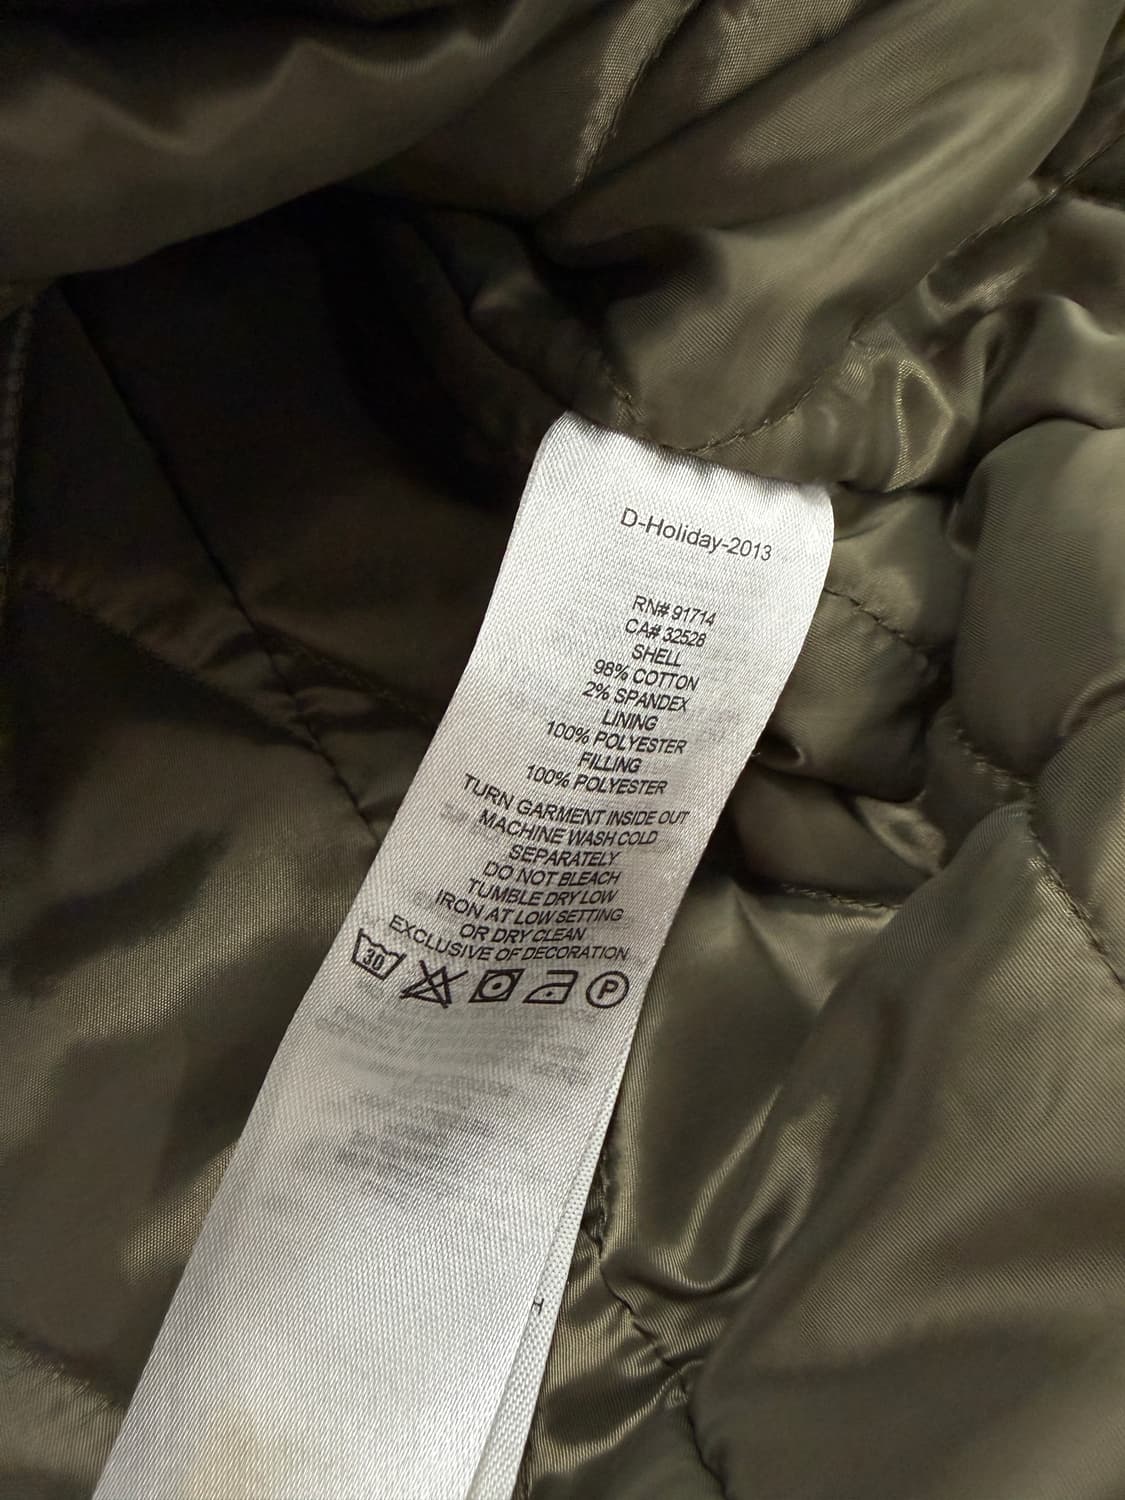 D-Holiday-2013
RN# 91714
CA# 32528
SHELL
98% COTTON
2% SPANDEX
LINING
100% POLYESTER
FILLING
100% POLYESTER
TURN GARMENT INSIDE OUT
MACHINE WASH COLD
SEPARATELY
DO NOT BLEACH
TUMBLE DRY LOW
IRON AT LOW SETTING
OR DRY CLEAN
EXCLUSIVE OF DECORATION
30 P
H